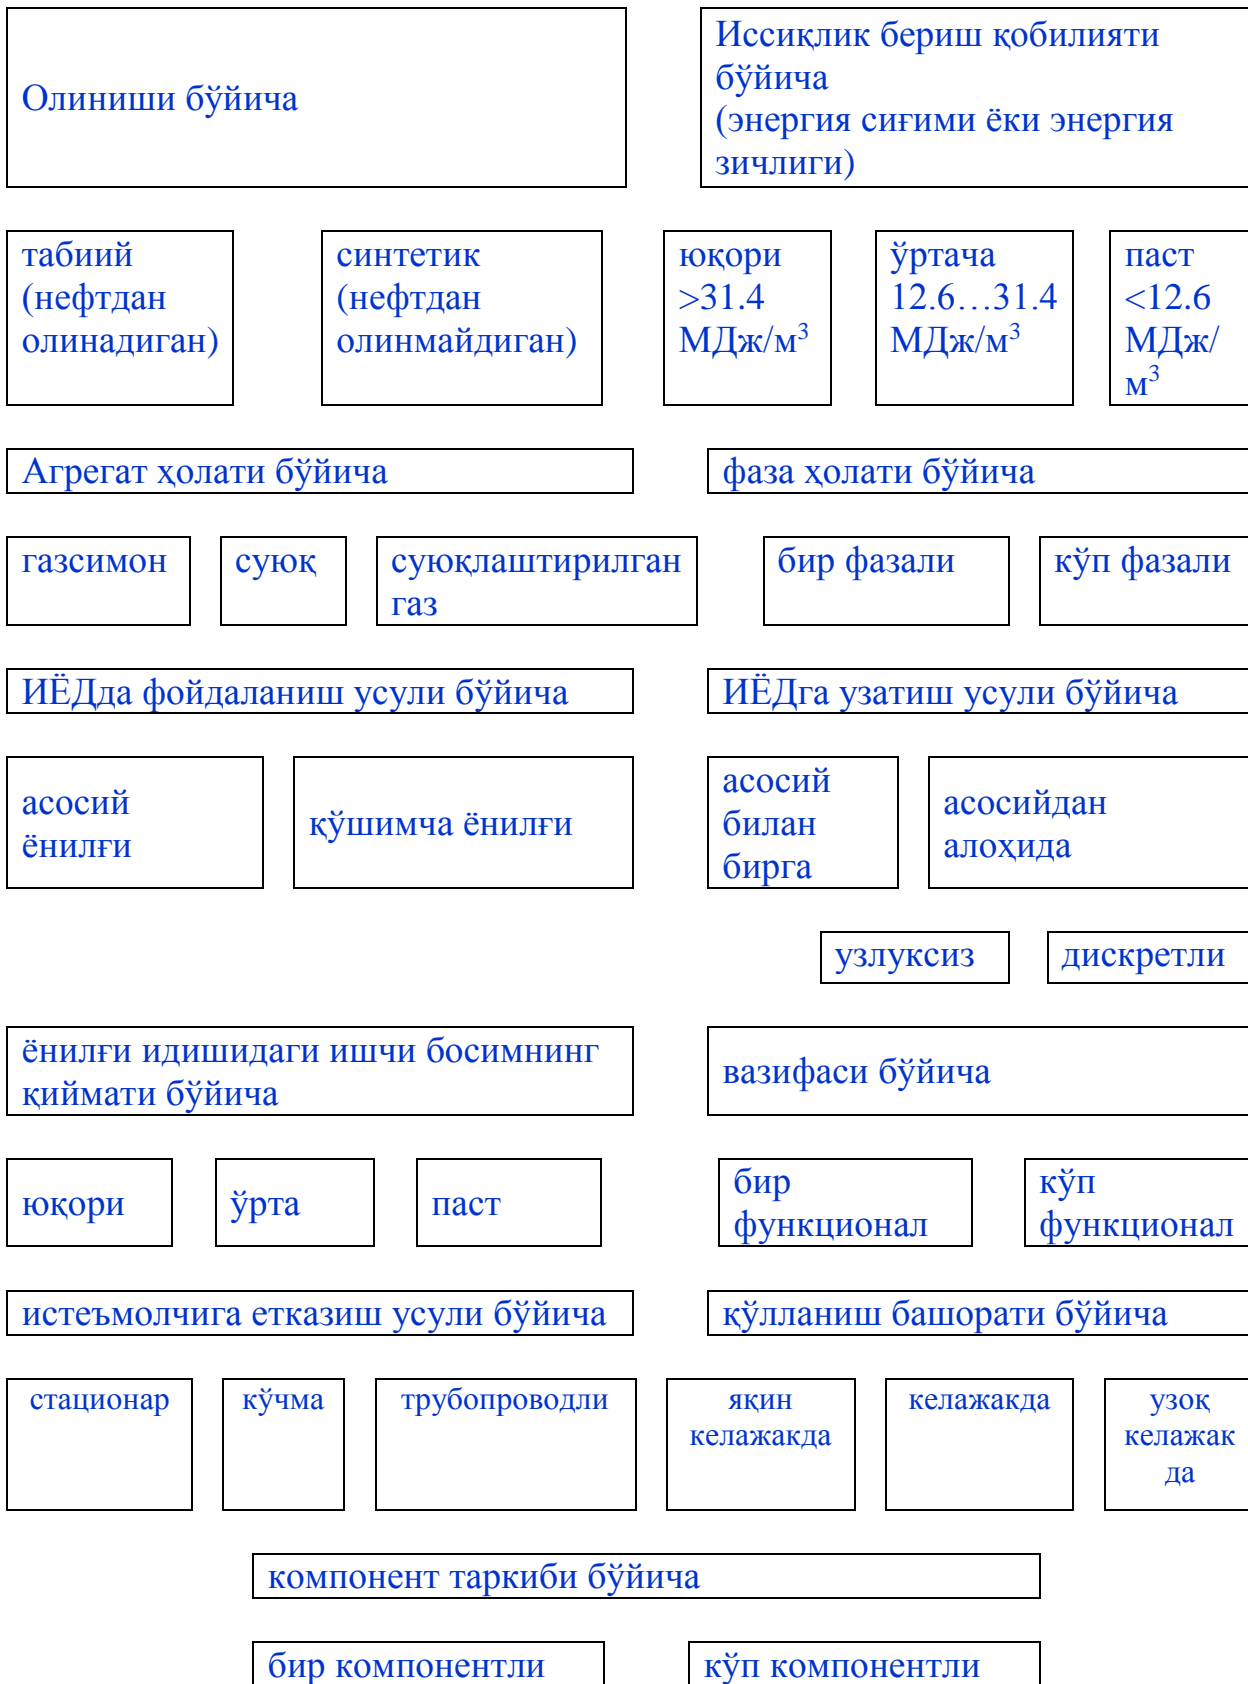 Олиниши бўйича
Иссиқлик бериш қобилияти
бўйича
(энергия сиғими ёки энергия
зичлиги)
табиий
(нефтдан
олинадиган)
синтетик
(нефтдан
олинмайдиган)
юқори
>31.4
МДж/м³
ўртача
12.6…31.4
МДж/м³
паст
<12.6
МДж/
м³
Агрегат ҳолати бўйича
фаза ҳолати бўйича
газсимон
суюқ
суюқлаштирилган
газ
бир фазали
кўп фазали
ИЁДда фойдаланиш усули бўйича
ИЁДга узатиш усули бўйича
асосий
ёнилғи
қўшимча ёнилғи
асосий
билан
бирга
асосийдан
алоҳида
узлуксиз
дискретли
ёнилғи идишидаги ишчи босимнинг
қиймати бўйича
вазифаси бўйича
юқори
ўрта
паст
бир
функционал
кўп
функционал
истеъмолчига етказиш усули бўйича
қўлланиш башорати бўйича
стационар
кўчма
трубопроводли
яқин
келажакда
келажакда
узоқ
келажак
да
компонент таркиби бўйича
бир компонентли
кўп компонентли